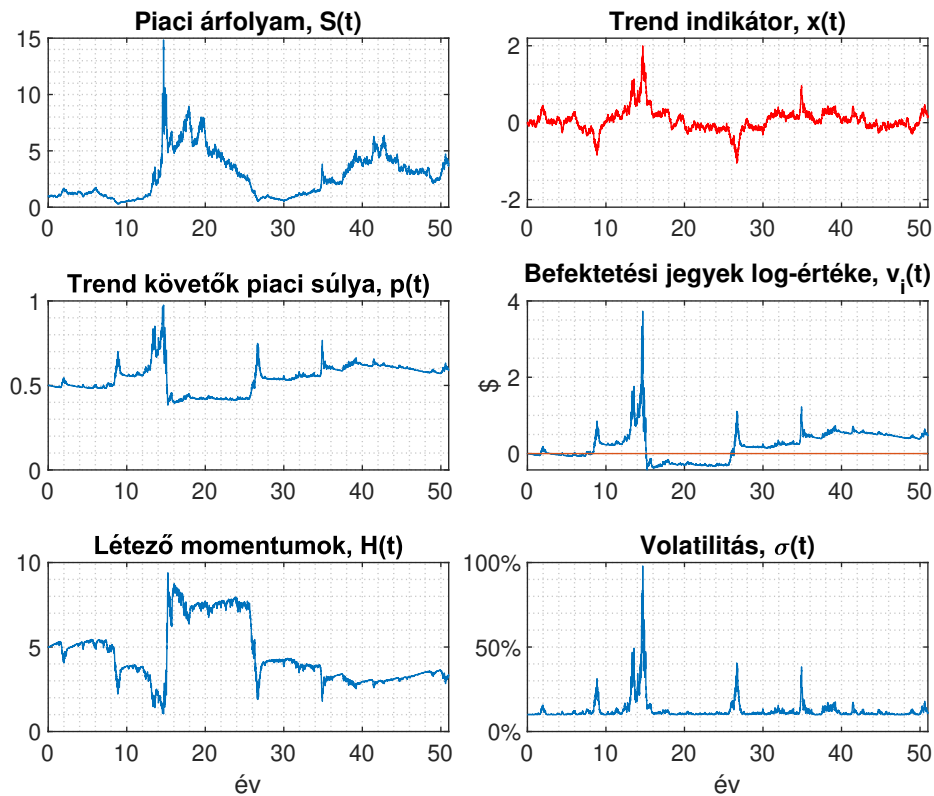 Piaci árfolyam, S(t)
15
10
5
0
0 10 20 30 40 50
Trend indikátor, x(t)
2
0
-2
0 10 20 30 40 50
Trend követők piaci súlya, p(t)
1
0.5
0
0 10 20 30 40 50
Befektetési jegyek log-értéke, v_i(t)
$
4
2
0
0 10 20 30 40 50
Létező momentumok, H(t)
10
5
0
0 10 20 30 40 50
év
Volatilitás, σ(t)
100%
50%
0%
0 10 20 30 40 50
év